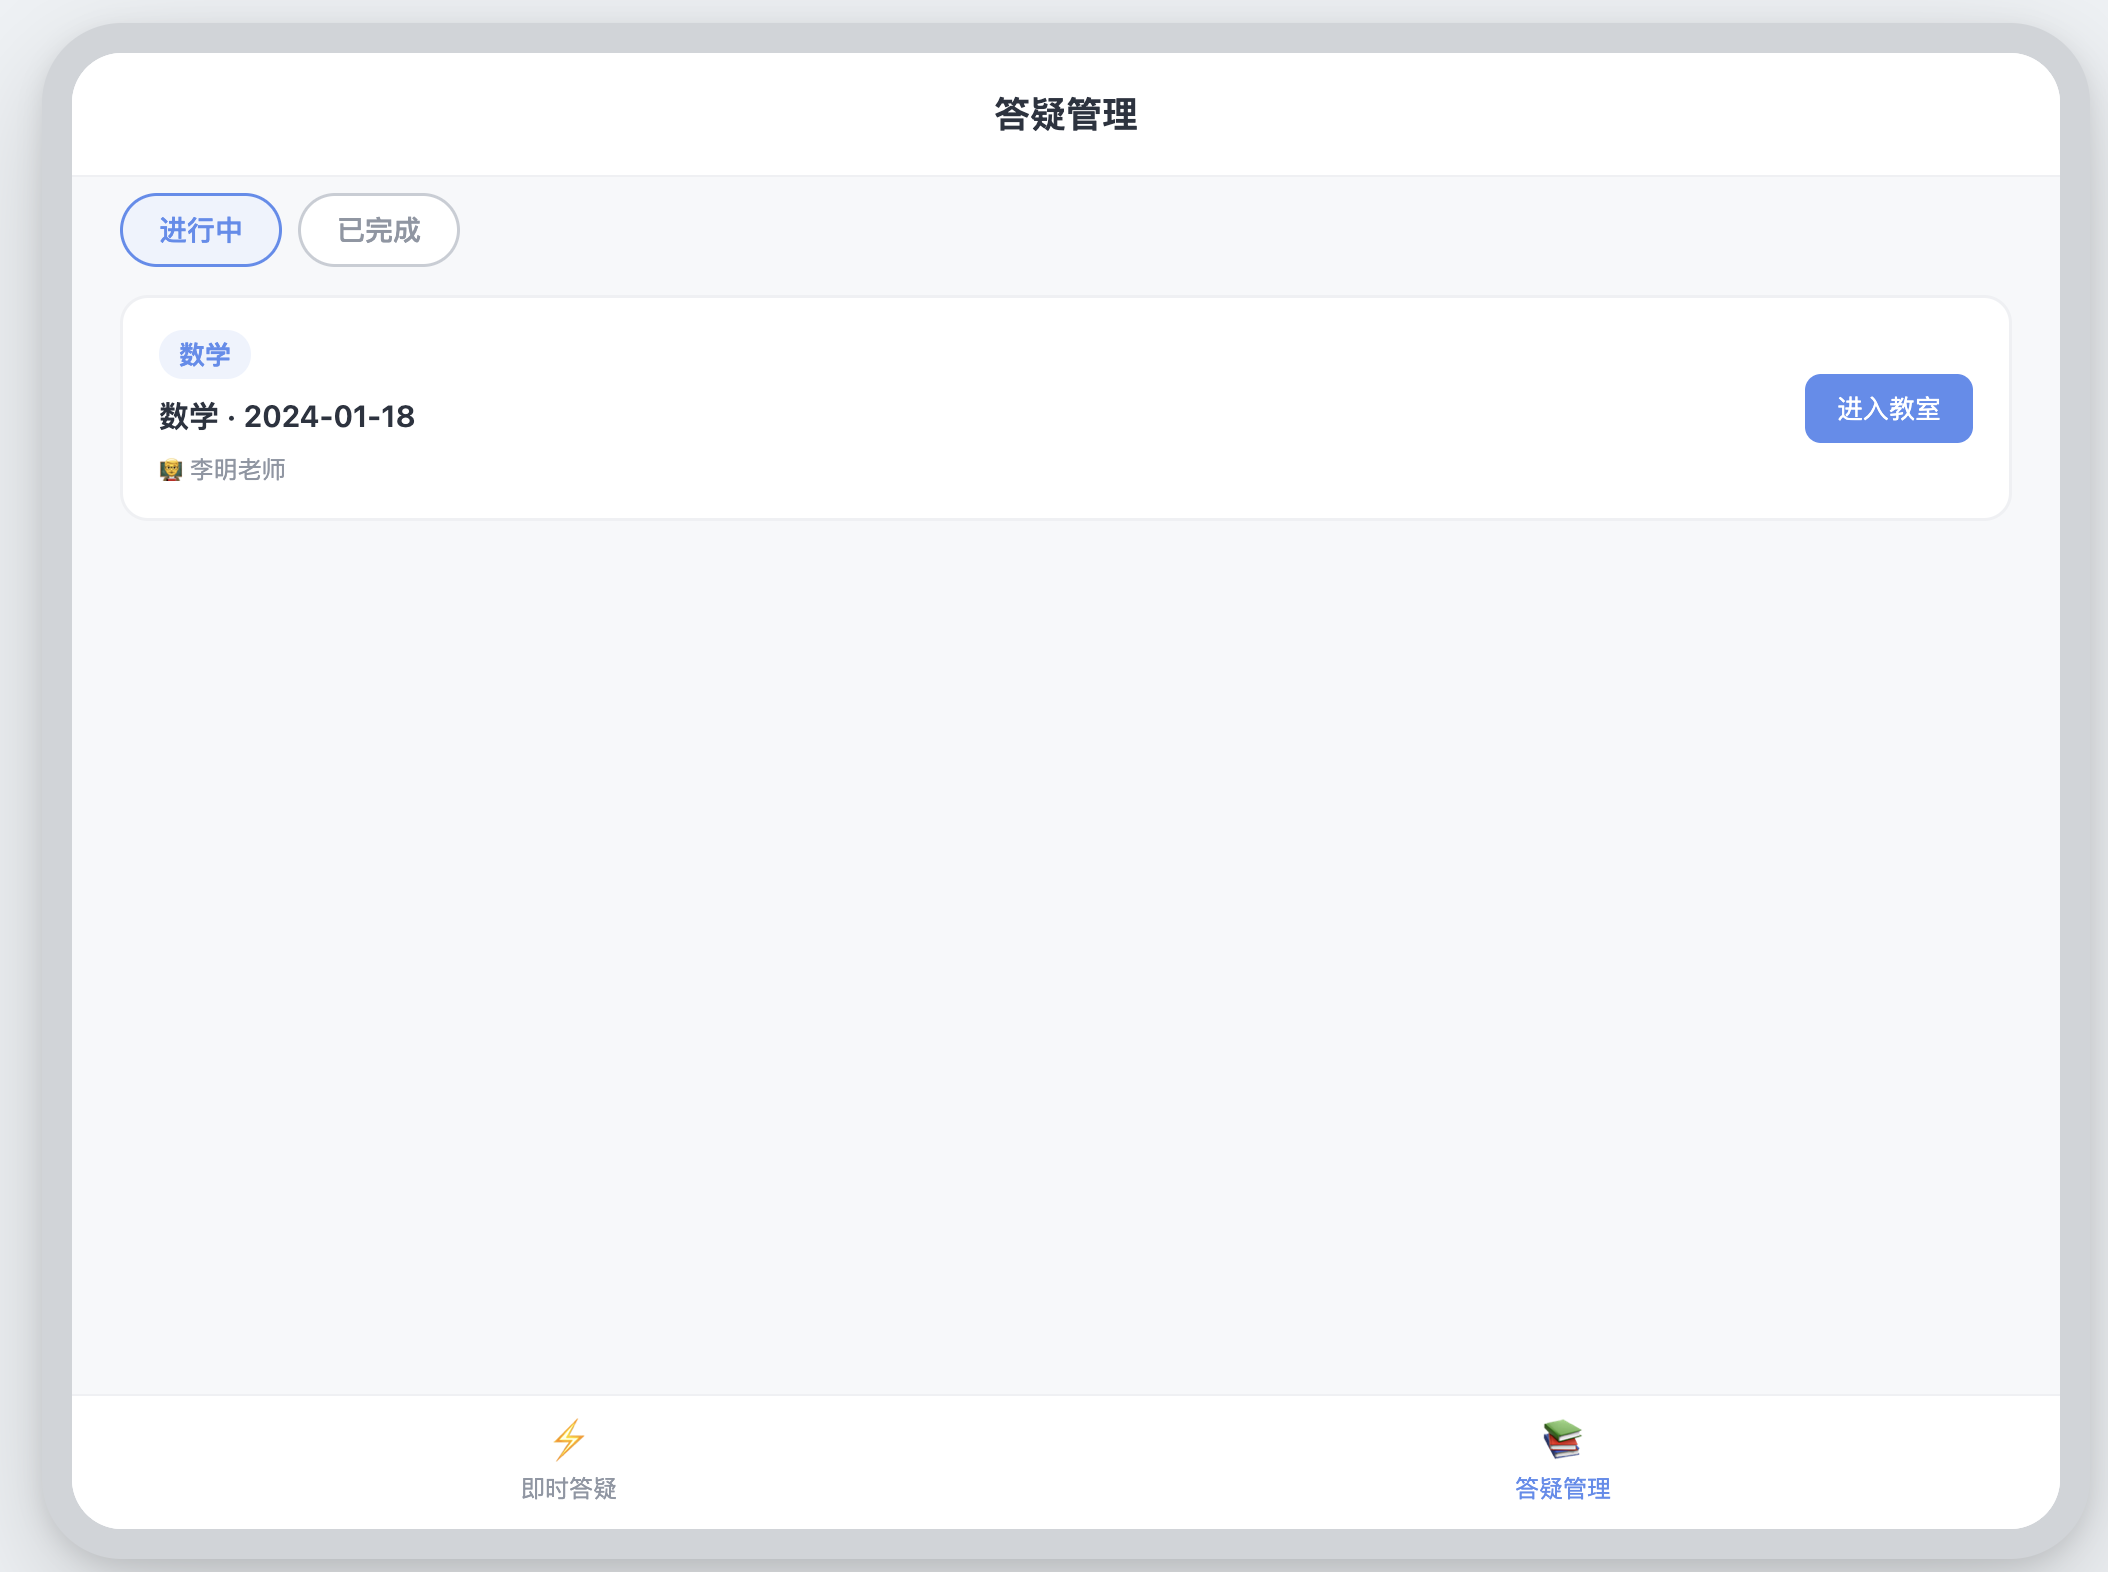 答疑管理
进行中
已完成
数学
数学 · 2024-01-18
进入教室
李明老师
即时答疑
答疑管理